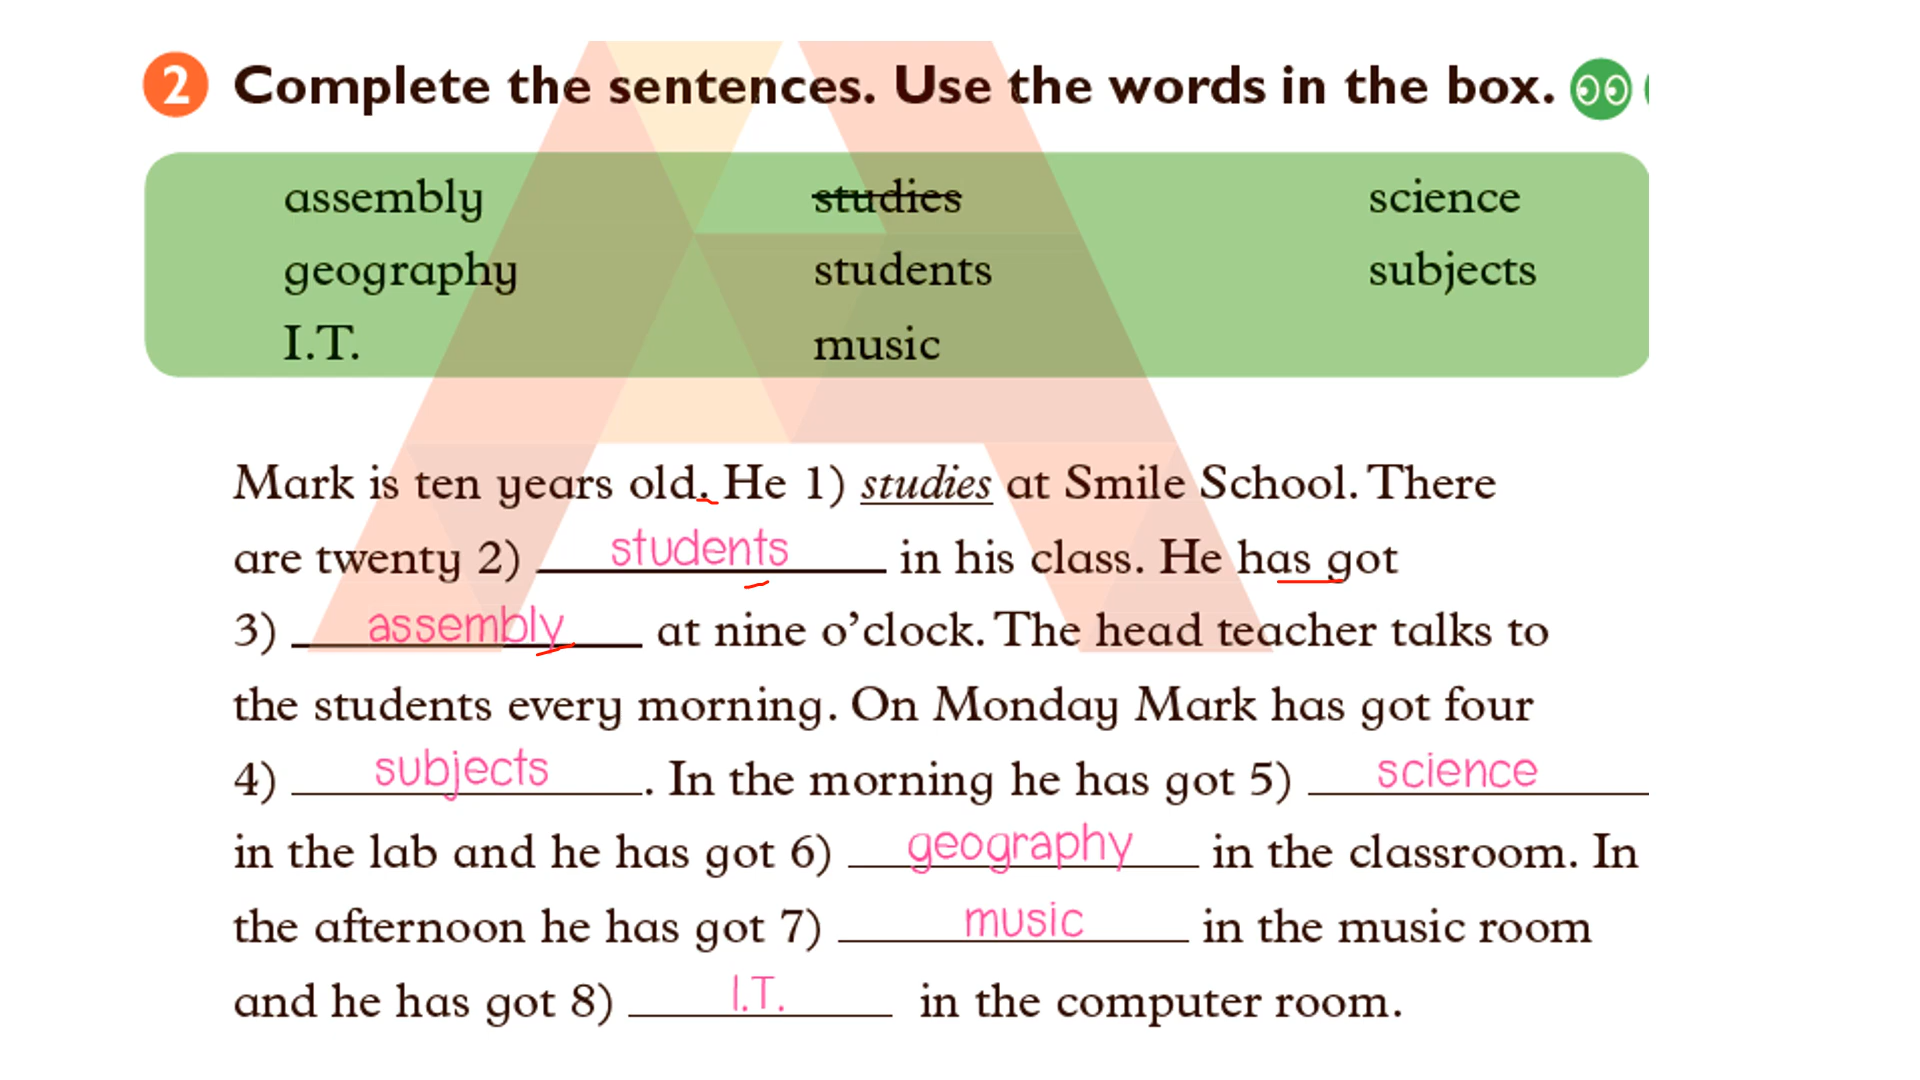 2 Complete the sentences. Use the words in the box.
assembly studies science
geography students subjects
I.T. music
Mark is ten years old. He 1) studies at Smile School. There
are twenty 2) students in his class. He has got
3) assembly at nine o’clock. The head teacher talks to
the students every morning. On Monday Mark has got four
4) subjects. In the morning he has got 5) science
in the lab and he has got 6) geography in the classroom. In
the afternoon he has got 7) music in the music room
and he has got 8) I.T. in the computer room.